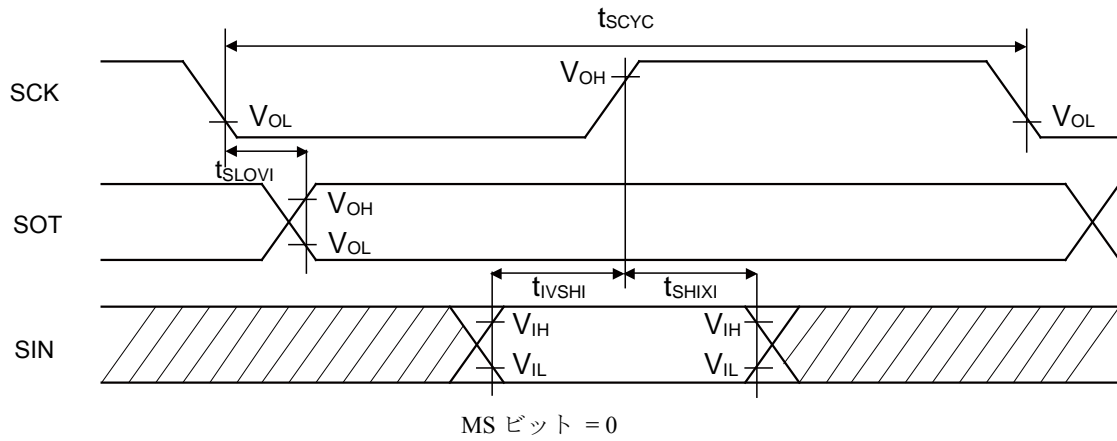 tSCYC
SCK
VOH
VOL
VOL
tSLOVI
SOT
VOH
VOL
tIVSHI
tSHIXI
SIN
VIH
VIH
VIL
VIL
MS ビット = 0